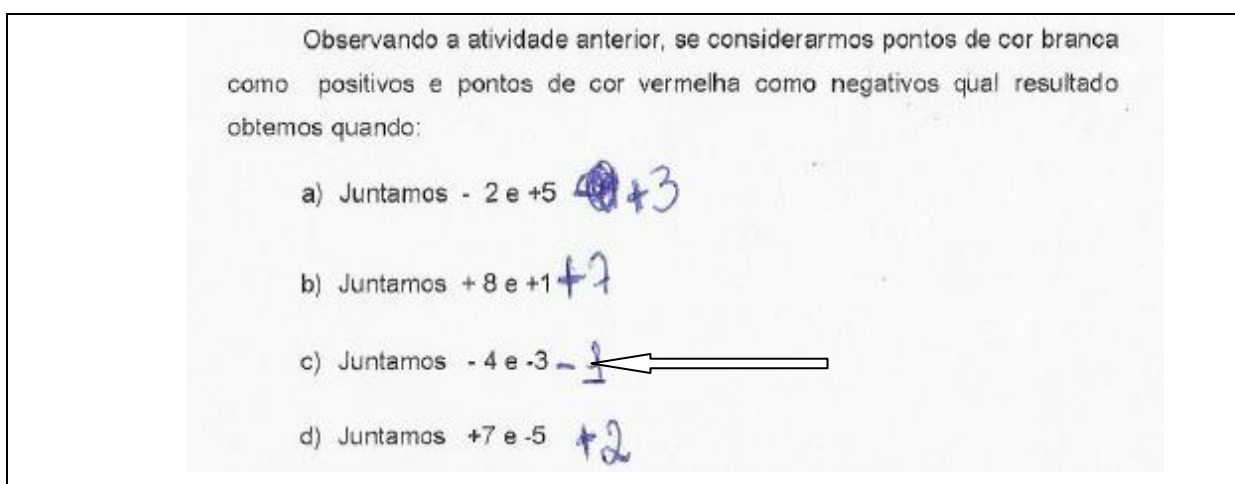 Observando a atividade anterior, se considerarmos pontos de cor branca
como positivos e pontos de cor vermelha como negativos qual resultado
obtemos quando:
a) Juntamos - 2 e +5 +3
b) Juntamos + 8 e +1 +7
c) Juntamos - 4 e -3 - 1
d) Juntamos +7 e -5 +2